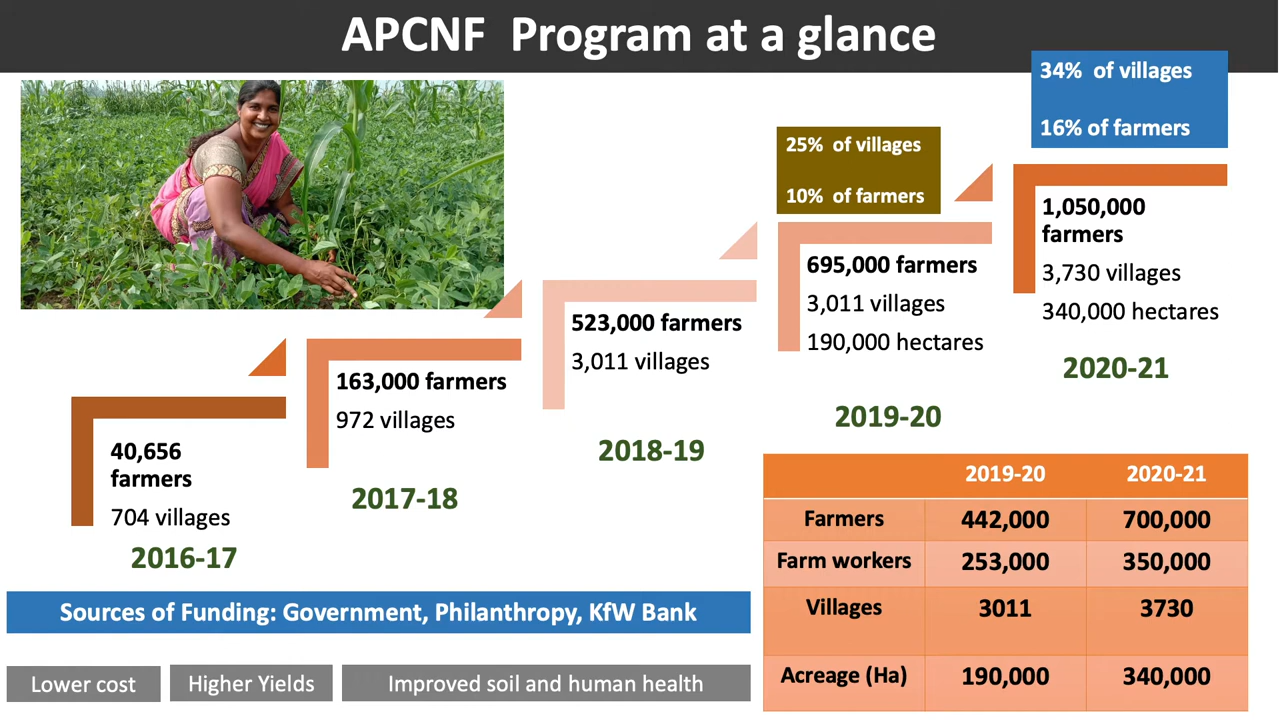 APCNF Program at a glance
34% of villages
16% of farmers
25% of villages
10% of farmers
1,050,000
farmers
3,730 villages
340,000 hectares
2020-21
695,000 farmers
3,011 villages
190,000 hectares
2019-20
523,000 farmers
3,011 villages
2018-19
163,000 farmers
972 villages
2017-18
40,656
farmers
704 villages
2016-17
2019-20 2020-21
Farmers 442,000 700,000
Farm workers 253,000 350,000
Villages 3011 3730
Acreage (Ha) 190,000 340,000
Sources of Funding: Government, Philanthropy, KfW Bank
Lower cost
Higher Yields
Improved soil and human health